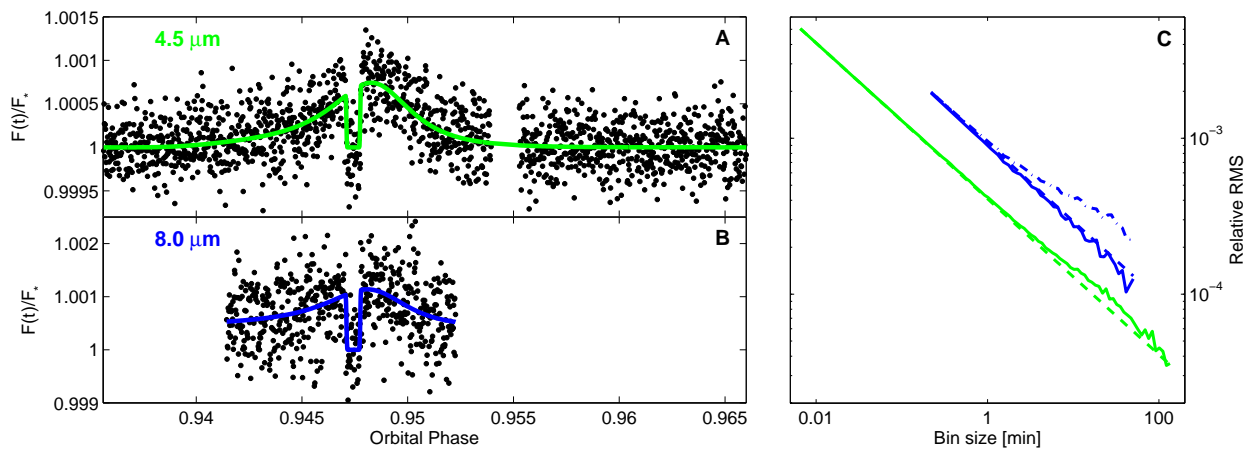 4.5 μm
A
F(t)/F⋆
1.0015
1.001
1.0005
1
0.9995
8.0 μm
B
F(t)/F⋆
1.002
1.001
1
0.999
0.94
0.945
0.95
0.955
0.96
0.965
Orbital Phase
C
10⁻³
10⁻⁴
Relative RMS
0.01
1
100
Bin size [min]